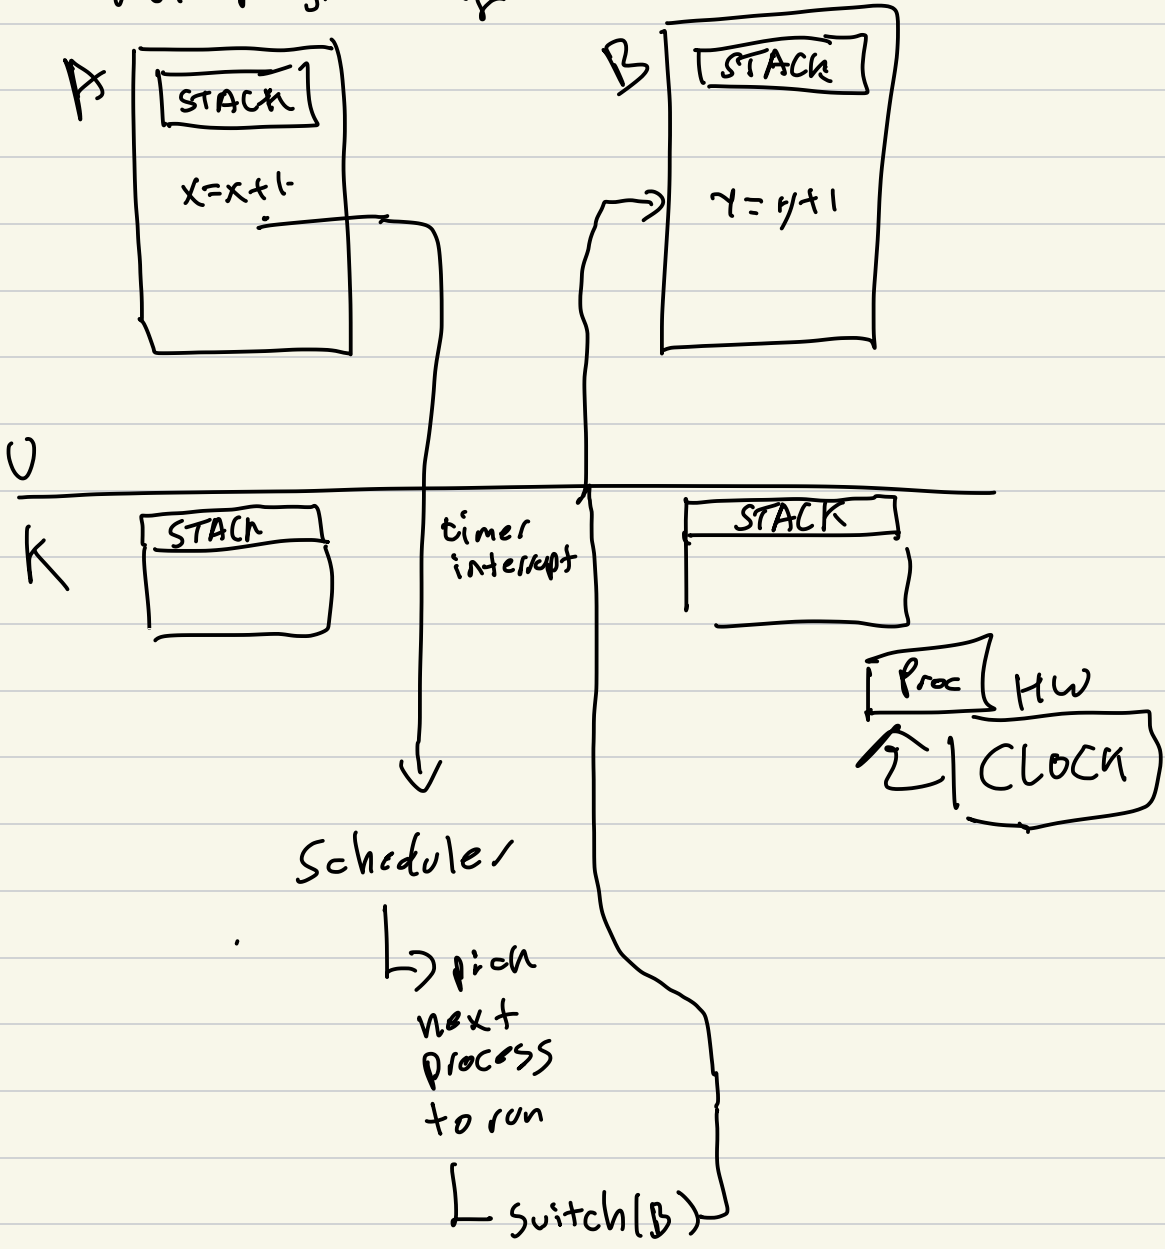 A
STACK
x=x+1
B
STACK
y=y+1
U
K
STACK
timer
interrupt
STACK
Proc
HW
CLOCK
Scheduler
pick
next
process
to run
switch(B)